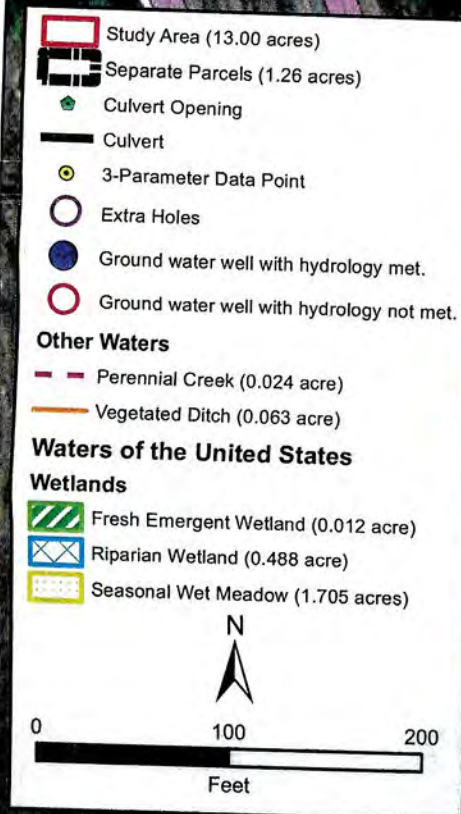 Study Area (13.00 acres)
Separate Parcels (1.26 acres)
Culvert Opening
Culvert
3-Parameter Data Point
Extra Holes
Ground water well with hydrology met.
Ground water well with hydrology not met.
Other Waters
Perennial Creek (0.024 acre)
Vegetated Ditch (0.063 acre)
Waters of the United States
Wetlands
Fresh Emergent Wetland (0.012 acre)
Riparian Wetland (0.488 acre)
Seasonal Wet Meadow (1.705 acres)
N
0 100 200
Feet